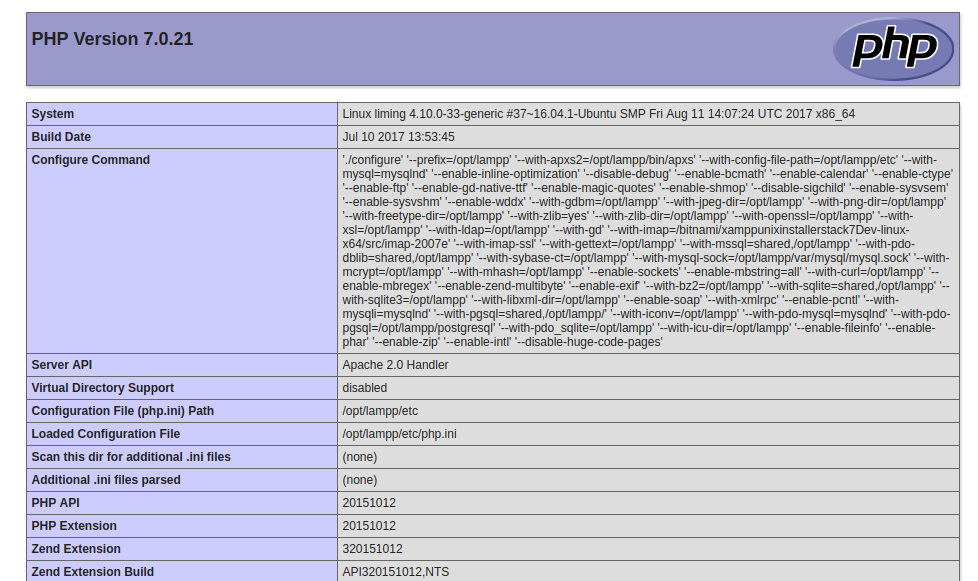 PHP Version 7.0.21
php
System
Linux liming 4.10.0-33-generic #37~16.04.1-Ubuntu SMP Fri Aug 11 14:07:24 UTC 2017 x86_64
Build Date
Jul 10 2017 13:53:45
Configure Command
'./configure' '--prefix=/opt/lampp' '--with-apxs2=/opt/lampp/bin/apxs' '--with-config-file-path=/opt/lampp/etc' '--with-
mysql=mysqlnd' '--enable-inline-optimization' '--disable-debug' '--enable-bcmath' '--enable-calendar' '--enable-ctype'
'--enable-ftp' '--enable-gd-native-ttf' '--enable-magic-quotes' '--enable-shmop' '--disable-sigchild' '--enable-sysvsem'
'--enable-sysvshm' '--enable-wddx' '--with-gdbm=/opt/lampp' '--with-jpeg-dir=/opt/lampp' '--with-png-dir=/opt/lampp'
'--with-freetype-dir=/opt/lampp' '--with-zlib=yes' '--with-zlib-dir=/opt/lampp' '--with-openssl=/opt/lampp' '--with-
xsl=/opt/lampp' '--with-ldap=/opt/lampp' '--with-gd' '--with-imap=/bitnami/xamppunixinstallerstack7Dev-linux-
x64/src/imap-2007e' '--with-imap-ssl' '--with-gettext=/opt/lampp' '--with-mssql=shared,/opt/lampp' '--with-pdo-
dblib=shared,/opt/lampp' '--with-sybase-ct=/opt/lampp' '--with-mysql-sock=/opt/lampp/var/mysql/mysql.sock' '--with-
mcrypt=/opt/lampp' '--with-mhash=/opt/lampp' '--enable-sockets' '--enable-mbstring=all' '--with-curl=/opt/lampp' '--
enable-mbregex' '--enable-zend-multibyte' '--enable-exif' '--with-bz2=/opt/lampp' '--with-sqlite=shared,/opt/lampp' '--
with-sqlite3=/opt/lampp' '--with-libxml-dir=/opt/lampp' '--enable-soap' '--with-xmlrpc' '--enable-pcntl' '--with-
mysqli=mysqlnd' '--with-pgsql=shared,/opt/lampp/' '--with-iconv=/opt/lampp' '--with-pdo-mysql=mysqlnd' '--with-pdo-
pgsql=/opt/lampp/postgresql' '--with-pdo_sqlite=/opt/lampp' '--with-icu-dir=/opt/lampp' '--enable-fileinfo' '--enable-
phar' '--enable-zip' '--enable-intl' '--disable-huge-code-pages'
Server API
Apache 2.0 Handler
Virtual Directory Support
disabled
Configuration File (php.ini) Path
/opt/lampp/etc
Loaded Configuration File
/opt/lampp/etc/php.ini
Scan this dir for additional .ini files
(none)
Additional .ini files parsed
(none)
PHP API
20151012
PHP Extension
20151012
Zend Extension
320151012
Zend Extension Build
API320151012,NTS